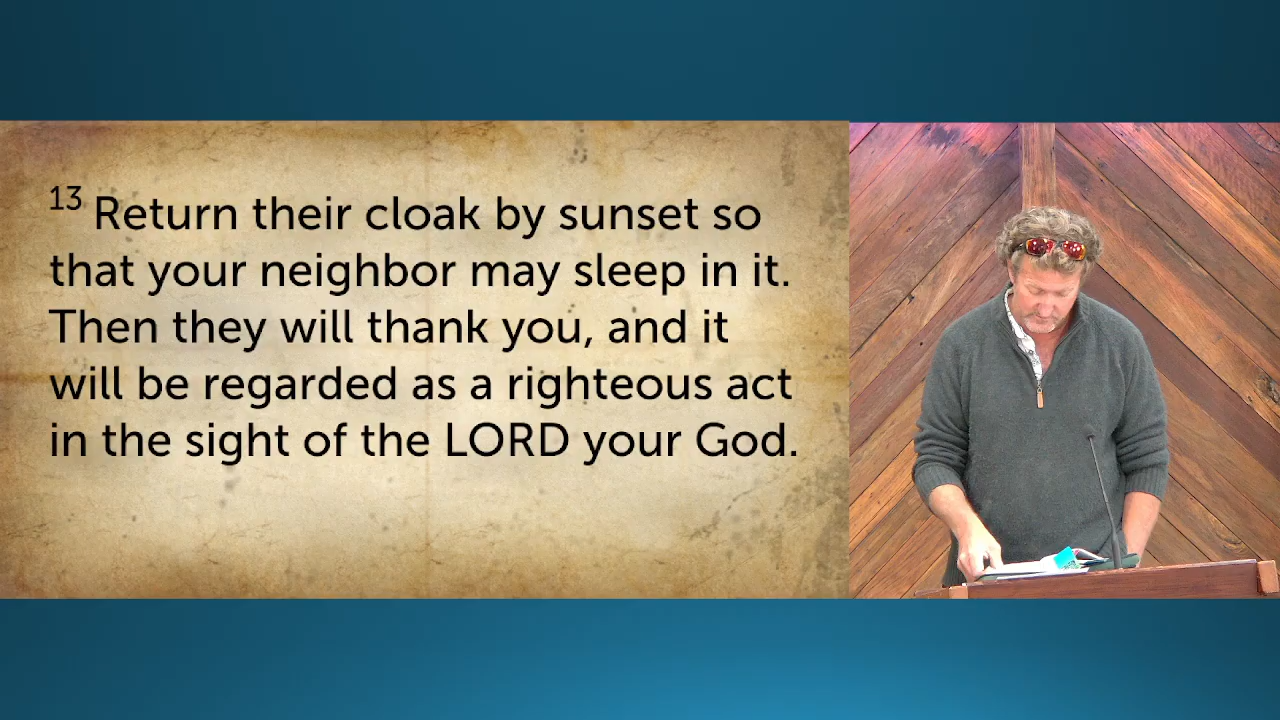 13 Return their cloak by sunset so
that your neighbor may sleep in it.
Then they will thank you, and it
will be regarded as a righteous act
in the sight of the LORD your God.